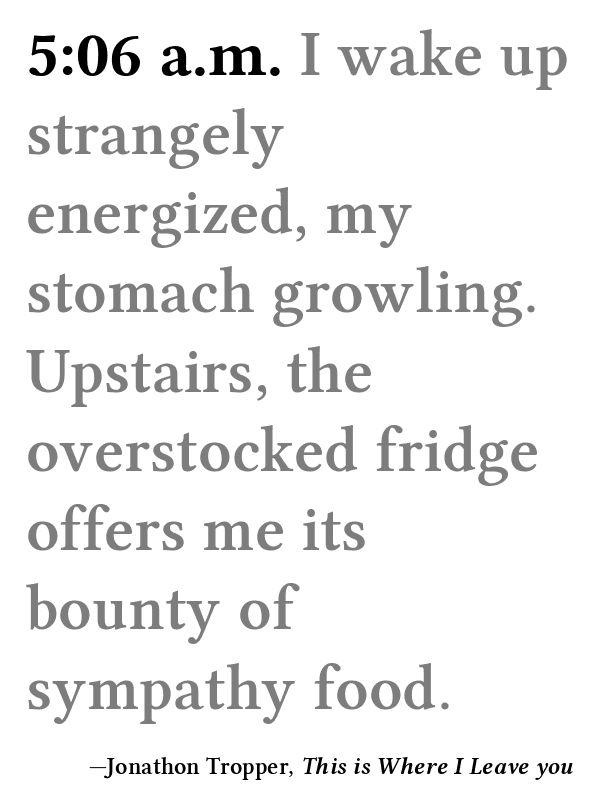 5:06 a.m. I wake up
strangely
energized, my
stomach growling.
Upstairs, the
overstocked fridge
offers me its
bounty of
sympathy food.
—Jonathon Tropper, This is Where I Leave you